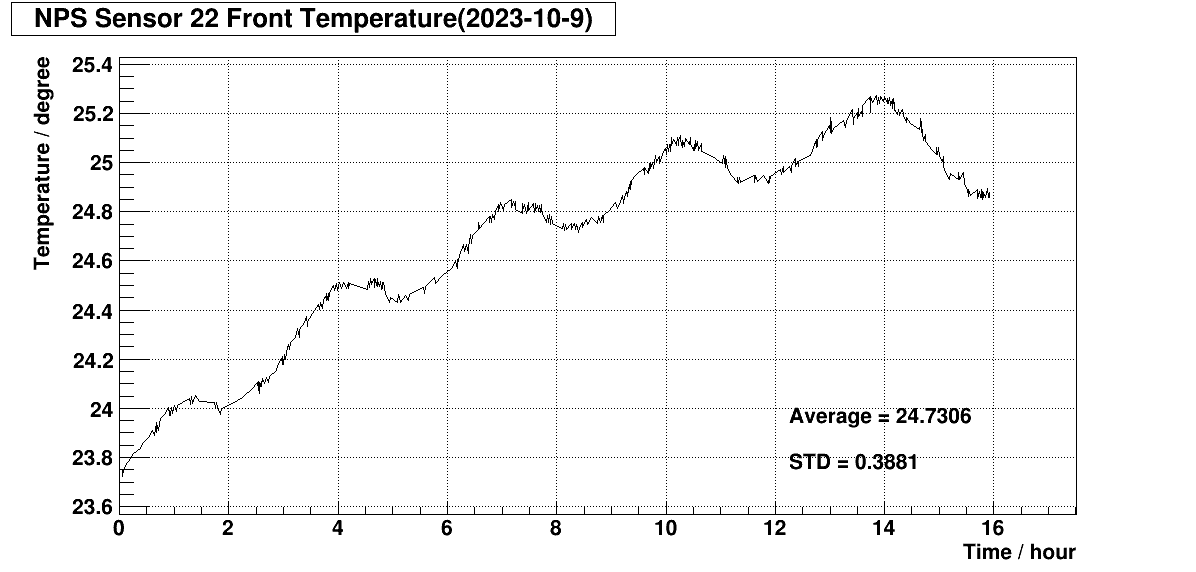 NPS Sensor 22 Front Temperature(2023-10-9)
Temperature / degree
25.4
25.2
25
24.8
24.6
24.4
24.2
24
23.8
23.6
Average = 24.7306
STD = 0.3881
0 2 4 6 8 10 12 14 16
Time / hour